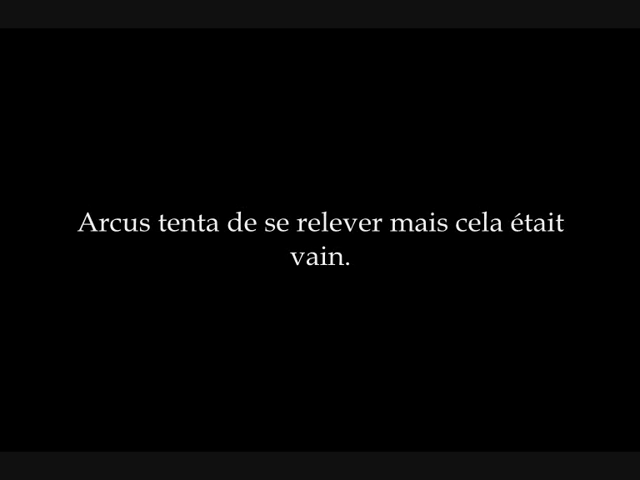 Arcus tenta de se relever mais cela était
vain.